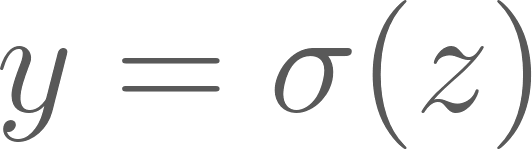 y = σ(z)